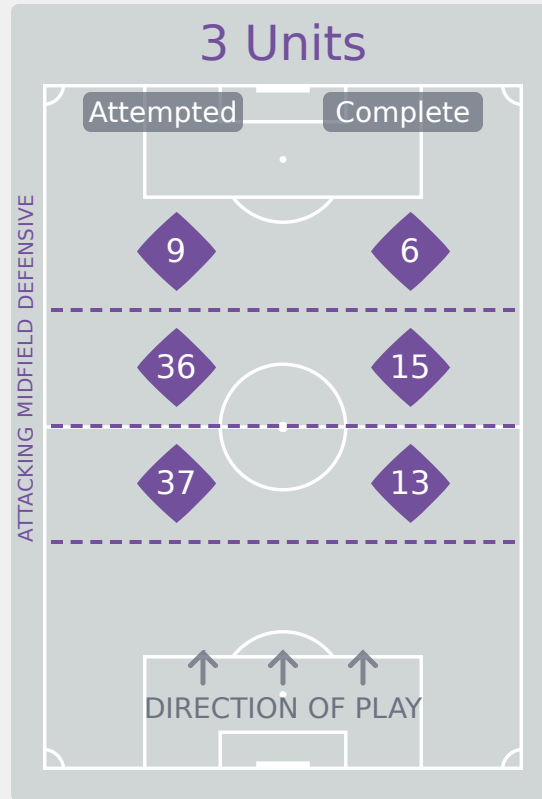 3 Units
Attempted
Complete
ATTACKING MIDFIELD DEFENSIVE
9
6
36
15
37
13
DIRECTION OF PLAY